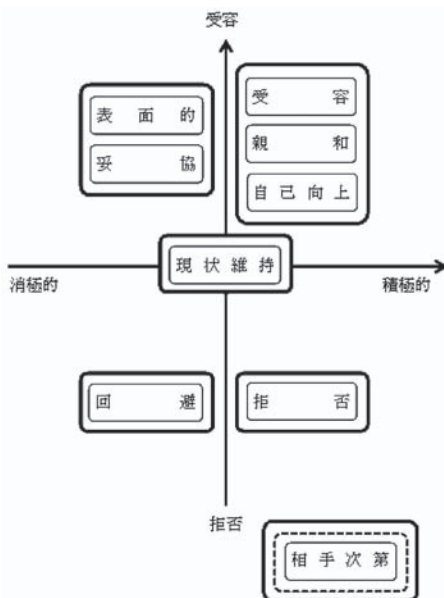 受容
表面的
妥協
受容
親和
自己向上
現状維持
消極的
積極的
回避
拒否
拒否
相手次第